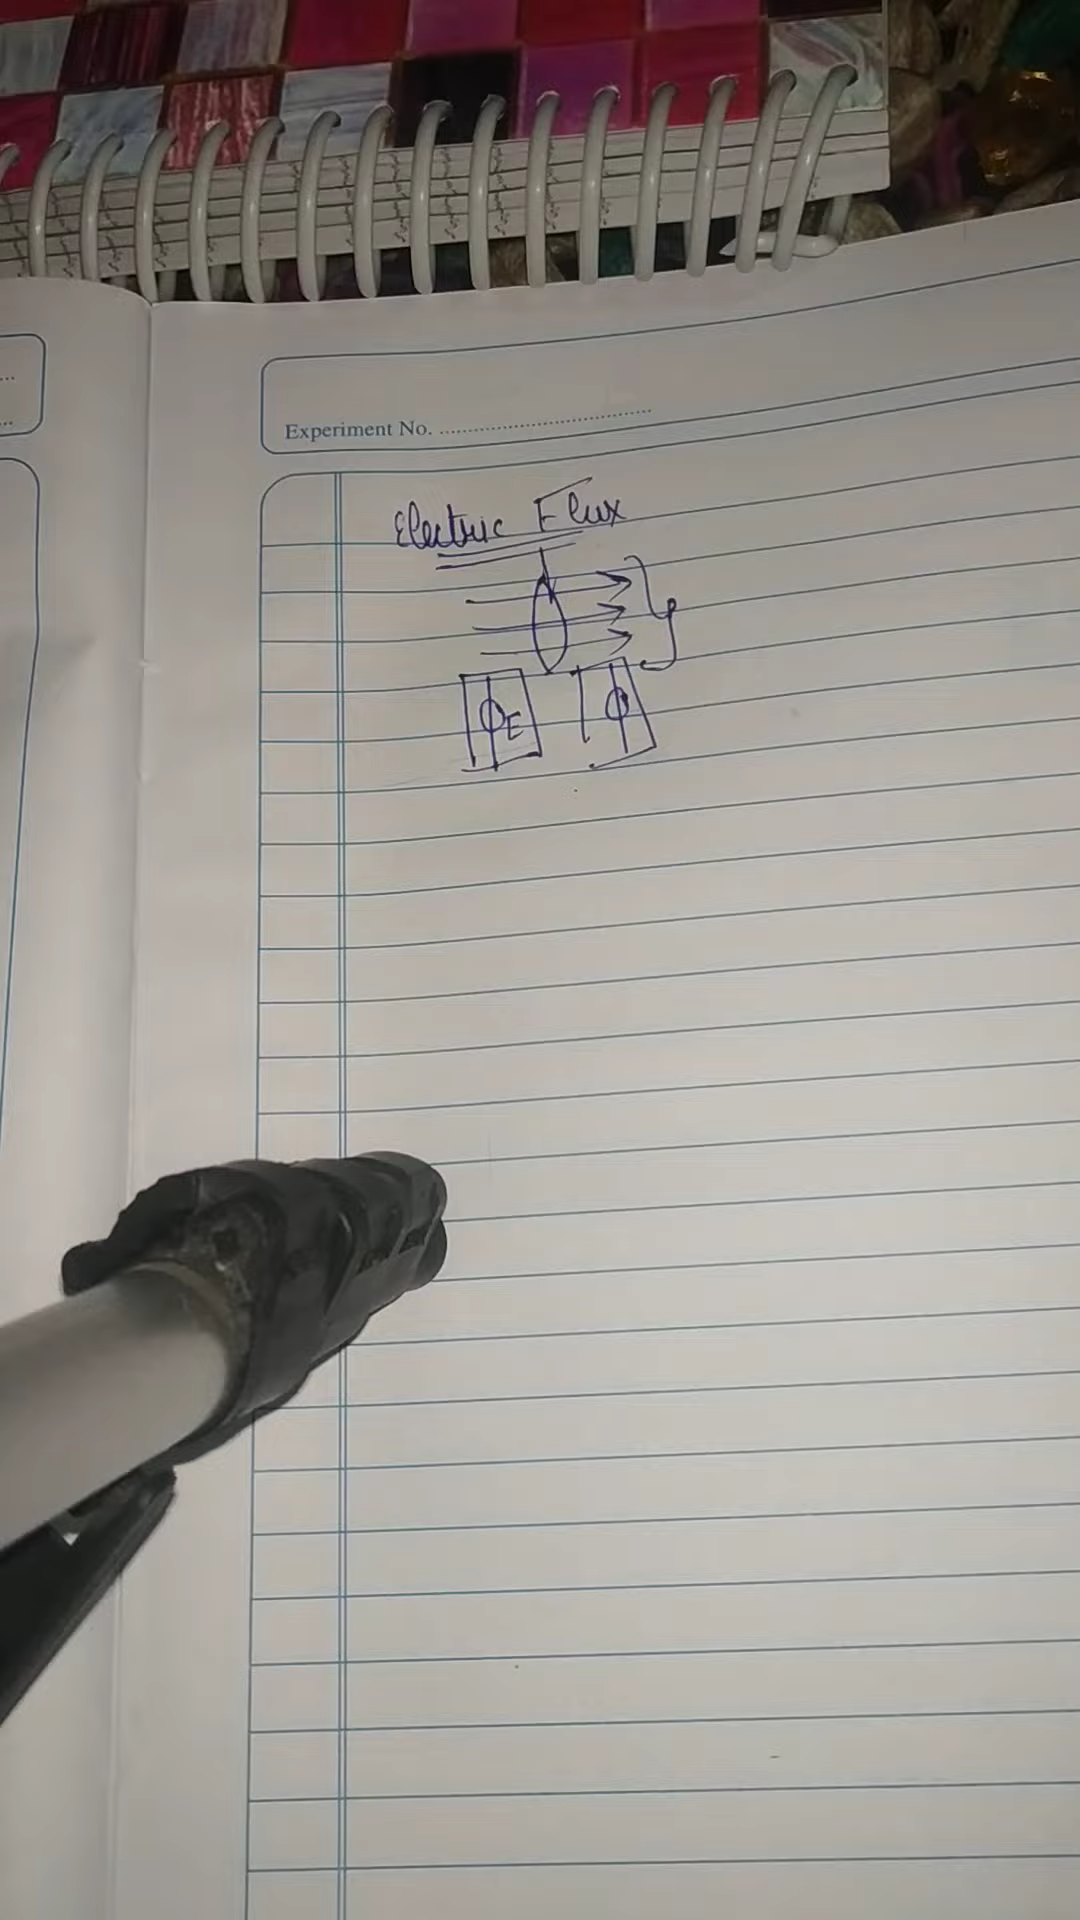 Experiment No. ..........................................
Electric Flux
ϕE ϕ